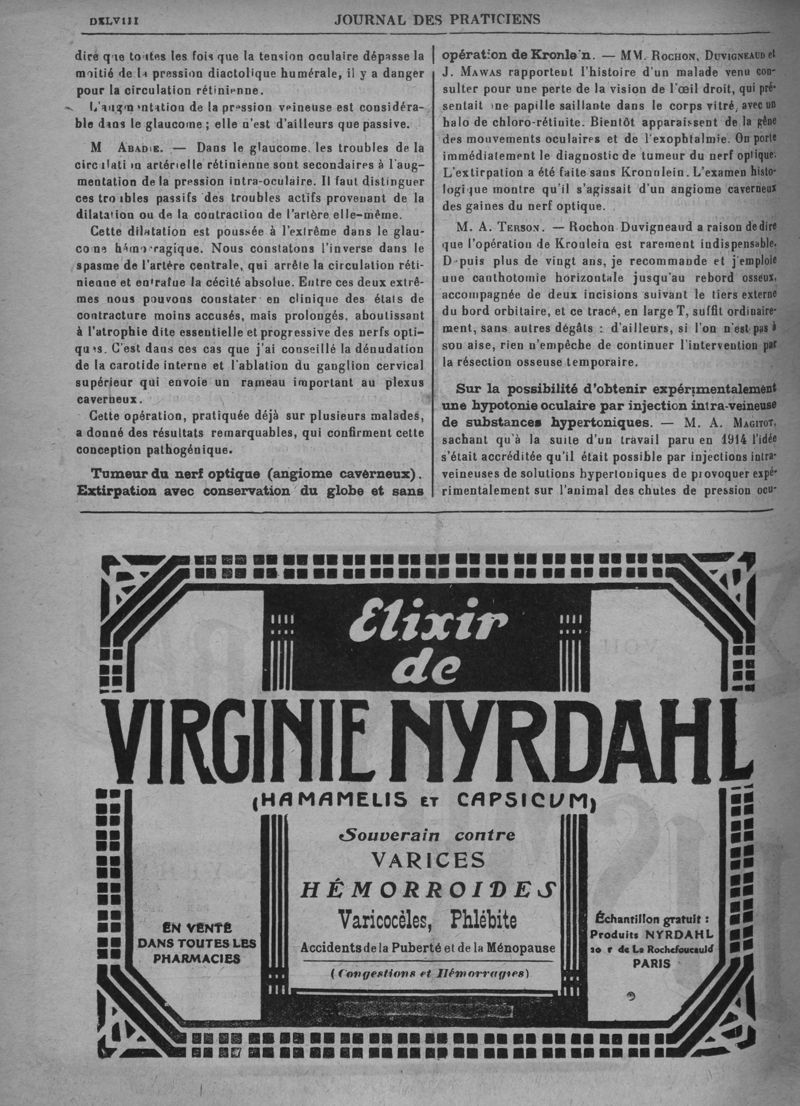 DXLVIII
JOURNAL DES PRATICIENS
dire que toutes les fois que la tension oculaire dépasse la
moitié de la pression diactolique humérale, il y a danger
pour la circulation rétinienne.
L'augmentation de la pression veineuse est considéra-
ble dans le glaucome ; elle n'est d'ailleurs que passive.
M ABADIE. — Dans le glaucome. les troubles de la
circulation artérielle rétinienne sont secondaires à l'aug-
mentation de la pression intra-oculaire. Il faut distinguer
ces troubles passifs des troubles actifs provenant de la
dilatation ou de la contraction de l'artère elle-même.
Cette dilatation est poussée à l'extrême dans le glau-
come hémorragique. Nous constatons l'inverse dans le
spasme de l'artère centrale, qui arrête la circulation réti-
nienne et entraîne la cécité absolue. Entre ces deux extrê-
mes nous pouvons constater en clinique des états de
contracture moins accusés, mais prolongés, aboutissant
à l'atrophie dite essentielle et progressive des nerfs opti-
ques. C'est dans ces cas que j'ai conseillé la dénudation
de la carotide interne et l'ablation du ganglion cervical
supérieur qui envoie un rameau important au plexus
caverneux.
Cette opération, pratiquée déjà sur plusieurs malades,
a donné des résultats remarquables, qui confirment cette
conception pathogénique.
Tumeur du nerf optique (angiome caverneux).
Extirpation avec conservation du globe et sans
opération de Kronlein. — MM. ROCHON, DUVIGNEAUD et
J. MAWAS rapportent l'histoire d'un malade venu con-
sulter pour une perte de la vision de l'œil droit, qui pré-
sentait une papille saillante dans le corps vitré, avec un
halo de chloro-rétinite. Bientôt apparaissent de la gêne
des mouvements oculaires et de l'exophtalmie. On porte
immédiatement le diagnostic de tumeur du nerf optique.
L'extirpation a été faite sans Kronnlein. L'examen histo-
logique montre qu'il s'agissait d'un angiome caverneux
des gaines du nerf optique.
M. A. TERSON. — Rochon Duvigneaud a raison de dire
que l'opération de Kronlein est rarement indispensable.
Depuis plus de vingt ans, je recommande et j'emploie
une canthotomie horizontale jusqu'au rebord osseux,
accompagnée de deux incisions suivant le tiers externe
du bord orbitaire, et ce tracé, en large T, suffit ordinaire-
ment, sans autres dégâts : d'ailleurs, si l'on n'est pas à
son aise, rien n'empêche de continuer l'intervention par
la résection osseuse temporaire.
Sur la possibilité d'obtenir expérimentalement
une hypotonie oculaire par injection intra-veineuse
de substances hypertoniques. — M. A. MAGITOT,
sachant qu'à la suite d'un travail paru en 1914 l'idée
s'était accréditée qu'il était possible par injections intra-
veineuses de solutions hypertoniques de provoquer expé-
rimentalement sur l'animal des chutes de pression ocu-
Elixir
de
VIRGINIE NYRDAHL
(HAMAMELIS ET CAPSICUM)
Souverain contre
VARICES
HÉMORROIDES
Varicocèles, Phlébite
Accidents de la Puberté et de la Ménopause
(Congestions et Hémorragies)
EN VENTE
DANS TOUTES LES
PHARMACIES
Échantillon gratuit :
Produits NYRDAHL
20 r de La Rochefoucauld
PARIS